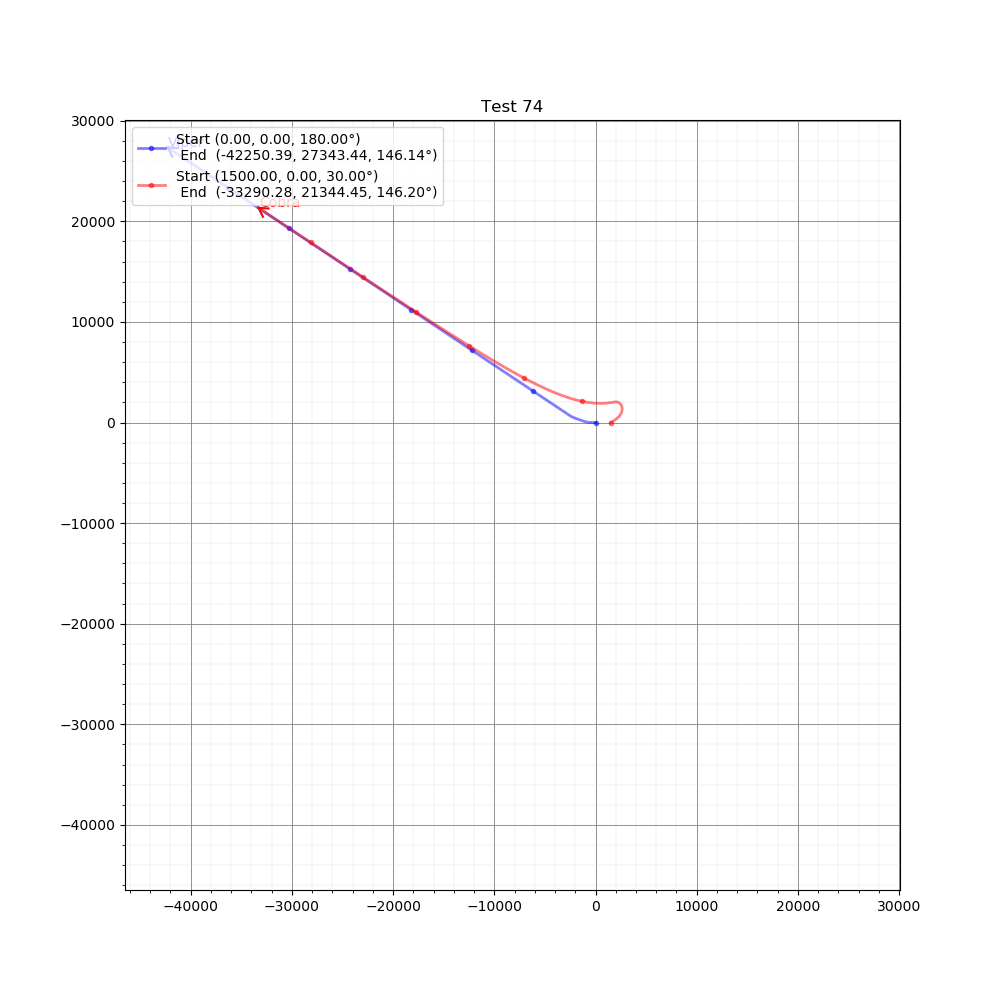 Test 74
Start (0.00, 0.00, 180.00°)
End (-42250.39, 27343.44, 146.14°)
Start (1500.00, 0.00, 30.00°)
End (-33290.28, 21344.45, 146.20°)
Cobra
30000
20000
10000
0
−10000
−20000
−30000
−40000
−40000 −30000 −20000 −10000 0 10000 20000 30000